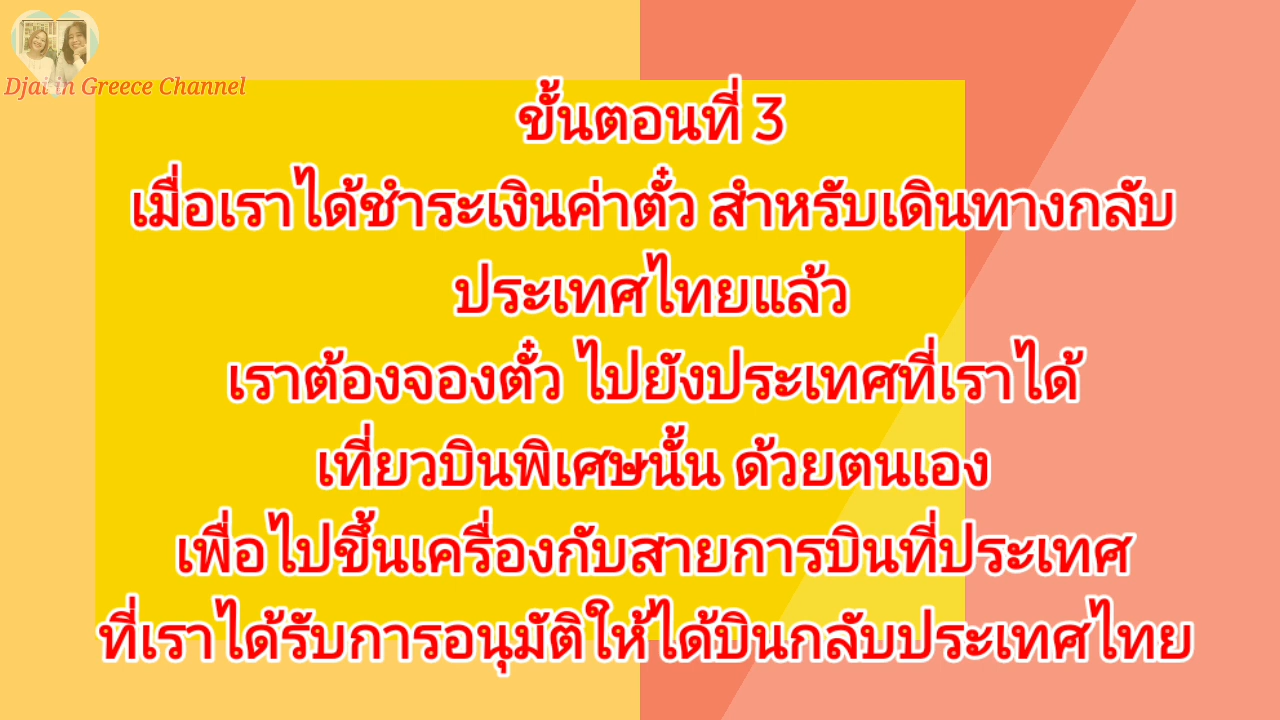 Djai in Greece Channel
ขั้นตอนที่ 3
เมื่อเราได้ชำระเงินค่าตั๋ว สำหรับเดินทางกลับ
ประเทศไทยแล้ว
เราต้องจองตั๋ว ไปยังประเทศที่เราได้
เที่ยวบินพิเศษนั้น ด้วยตนเอง
เพื่อไปขึ้นเครื่องกับสายการบินที่ประเทศ
ที่เราได้รับการอนุมัติให้ได้บินกลับประเทศไทย